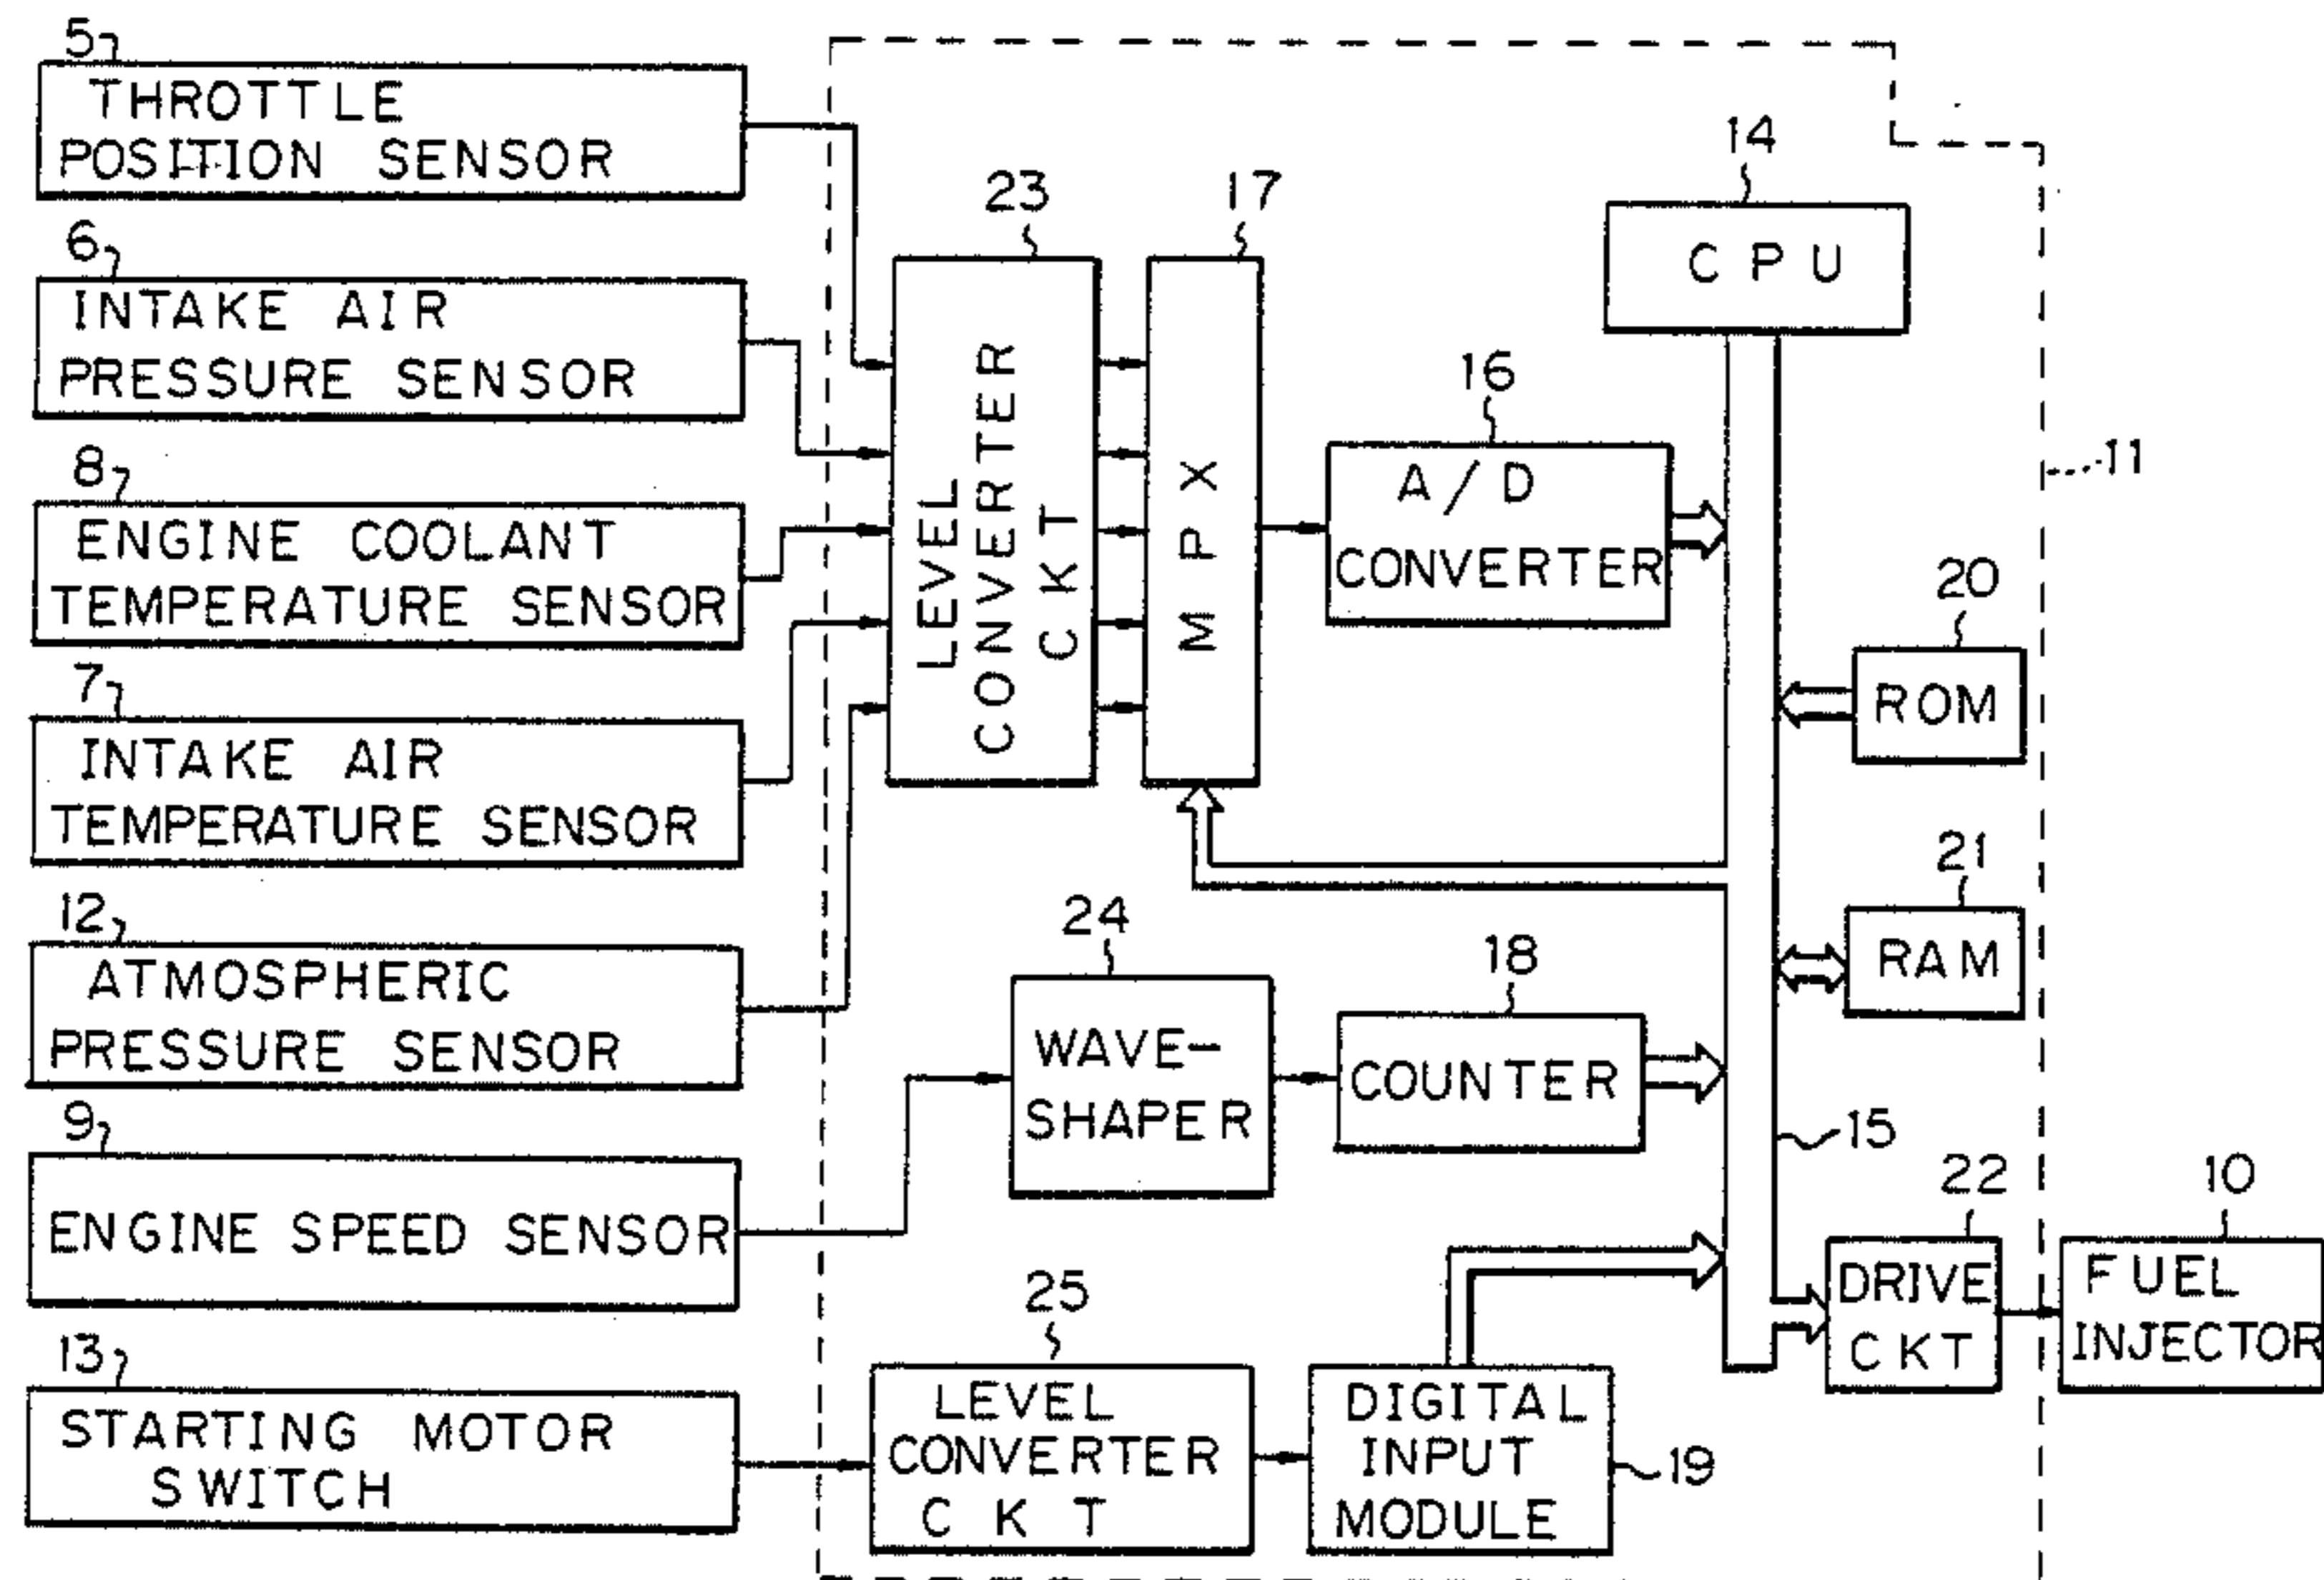 5
THROTTLE
POSITION SENSOR
6
INTAKE AIR
PRESSURE SENSOR
8
ENGINE COOLANT
TEMPERATURE SENSOR
7
INTAKE AIR
TEMPERATURE SENSOR
12
ATMOSPHERIC
PRESSURE SENSOR
9
ENGINE SPEED SENSOR
13
STARTING MOTOR
SWITCH
23
LEVEL
CONVERTER
CKT
17
MPX
16
A/D
CONVERTER
14
CPU
11
20
ROM
21
RAM
24
WAVE-
SHAPER
18
COUNTER
15
25
LEVEL
CONVERTER
CKT
DIGITAL
INPUT
MODULE
19
22
DRIVE
CKT
10
FUEL
INJECTOR